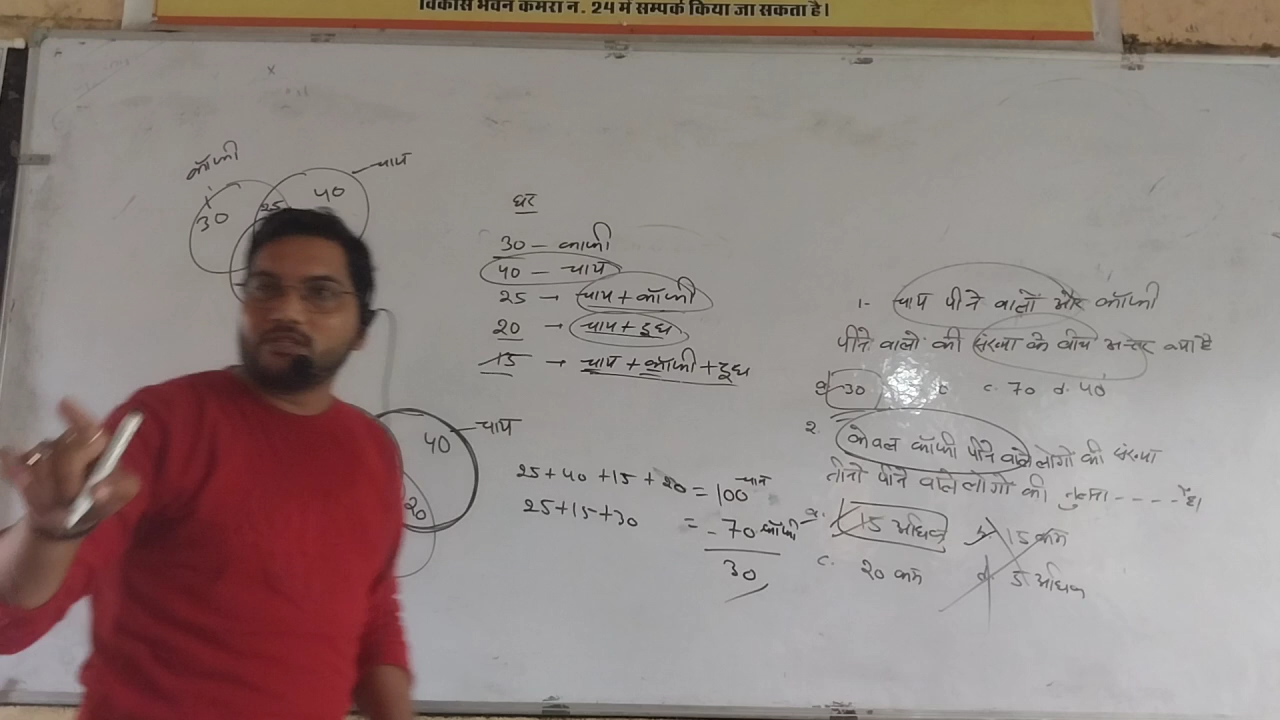 विकास भवन कमरा न. 24 में सम्पर्क किया जा सकता है।
कॉफी
चाय
30
25
40
घर
30 – काफी
40 – चाय
25 → चाय + कॉफी
20 → चाय + दूध
15 → चाय + कॉफी + दूध
चाय
40
20
25 + 40 + 15 + 20 = 100 चाय
25 + 15 + 30 = - 70 कॉफी
30
1- चाय पीने वालों और कॉफी
पीने वालो की संख्या के बीच अन्तर क्या है
a. 30 b c. 70 d. 40
2. केवल कॉफी पीने वाले लोगों की संख्या
तीनों पीने वाले लोगों की तुलना - - - - - है।
a. 15 अधिक b 15 कम
c. 20 कम d. 5 अधिक